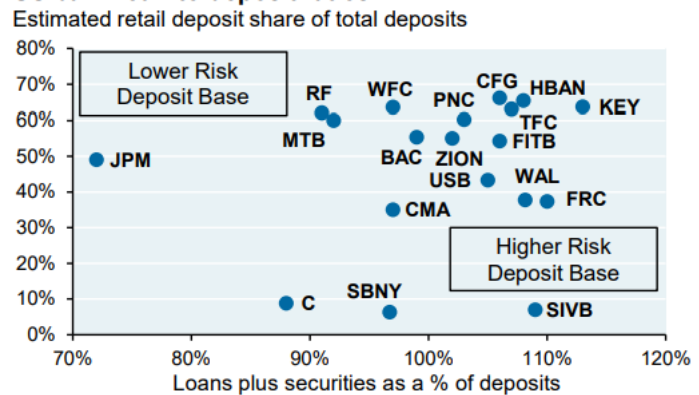 Estimated retail deposit share of total deposits
80%
70%
60%
50%
40%
30%
20%
10%
0%
Lower Risk
Deposit Base
RF
WFC
CFG
HBAN
PNC
KEY
TFC
MTB
FITB
BAC
ZION
JPM
USB
WAL
FRC
CMA
Higher Risk
Deposit Base
SBNY
C
SIVB
70%
80%
90%
100%
110%
120%
Loans plus securities as a % of deposits